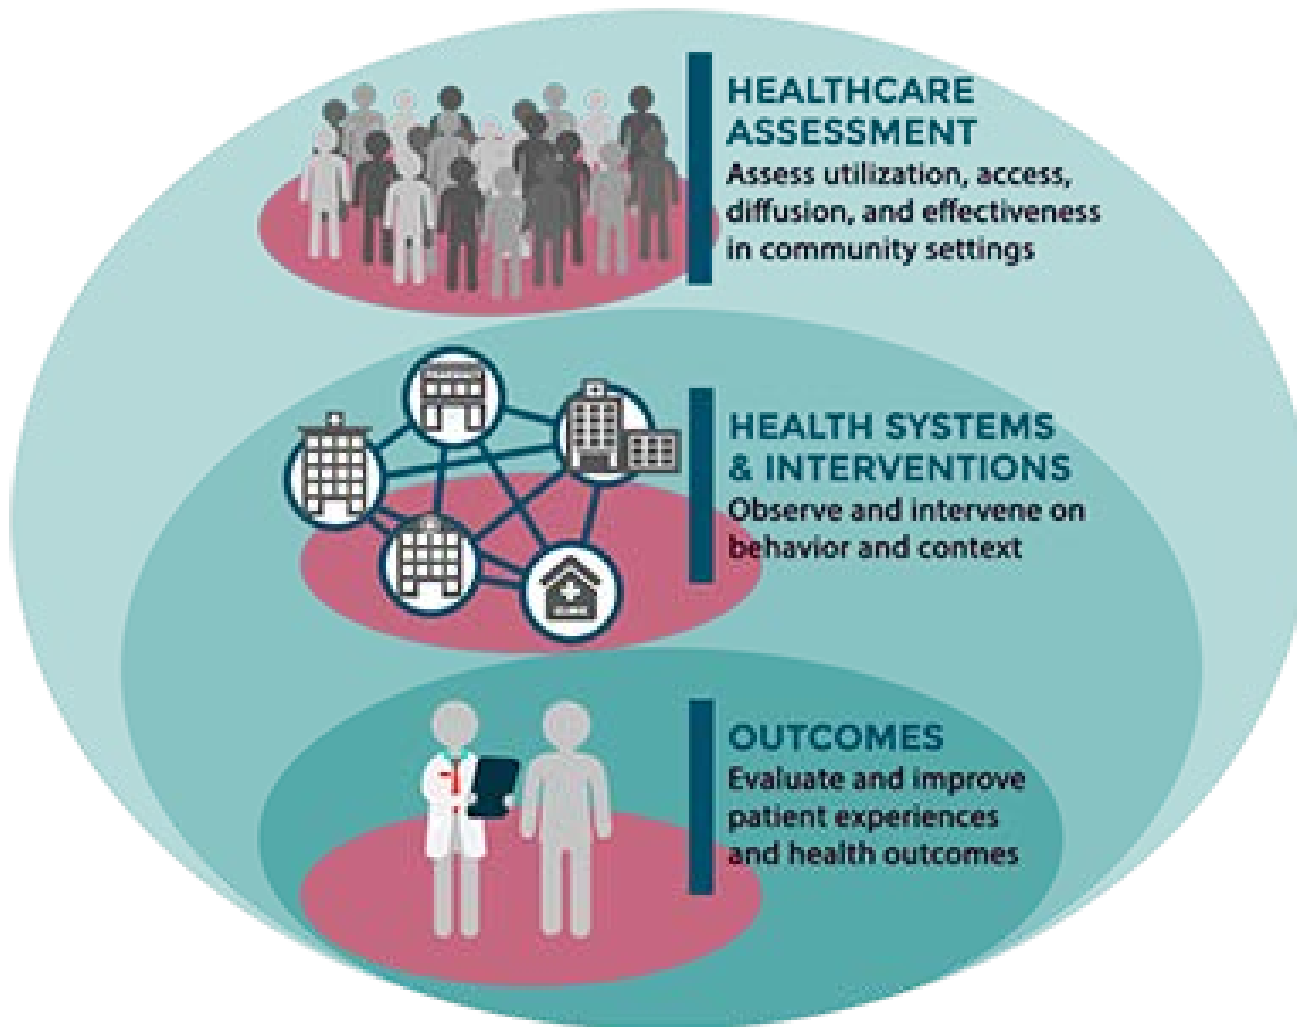 HEALTHCARE
ASSESSMENT
Assess utilization, access,
diffusion, and effectiveness
in community settings
HEALTH SYSTEMS
& INTERVENTIONS
Observe and intervene on
behavior and context
OUTCOMES
Evaluate and improve
patient experiences
and health outcomes